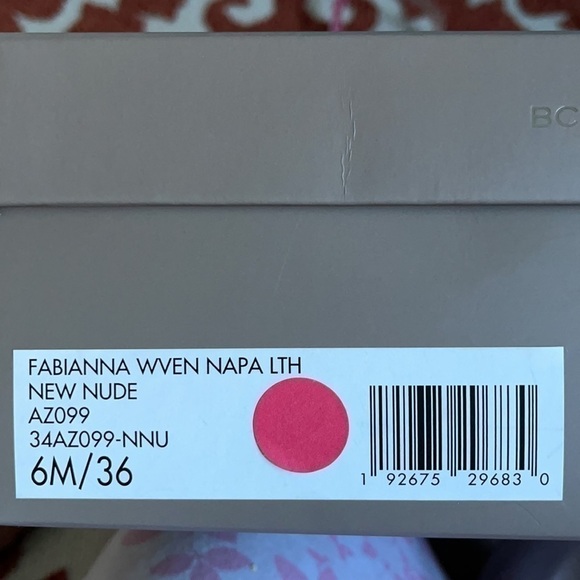 BC
FABIANNA WVEN NAPA LTH
NEW NUDE
AZ099
34AZ099-NNU
6M/36
1 92675 29683 0